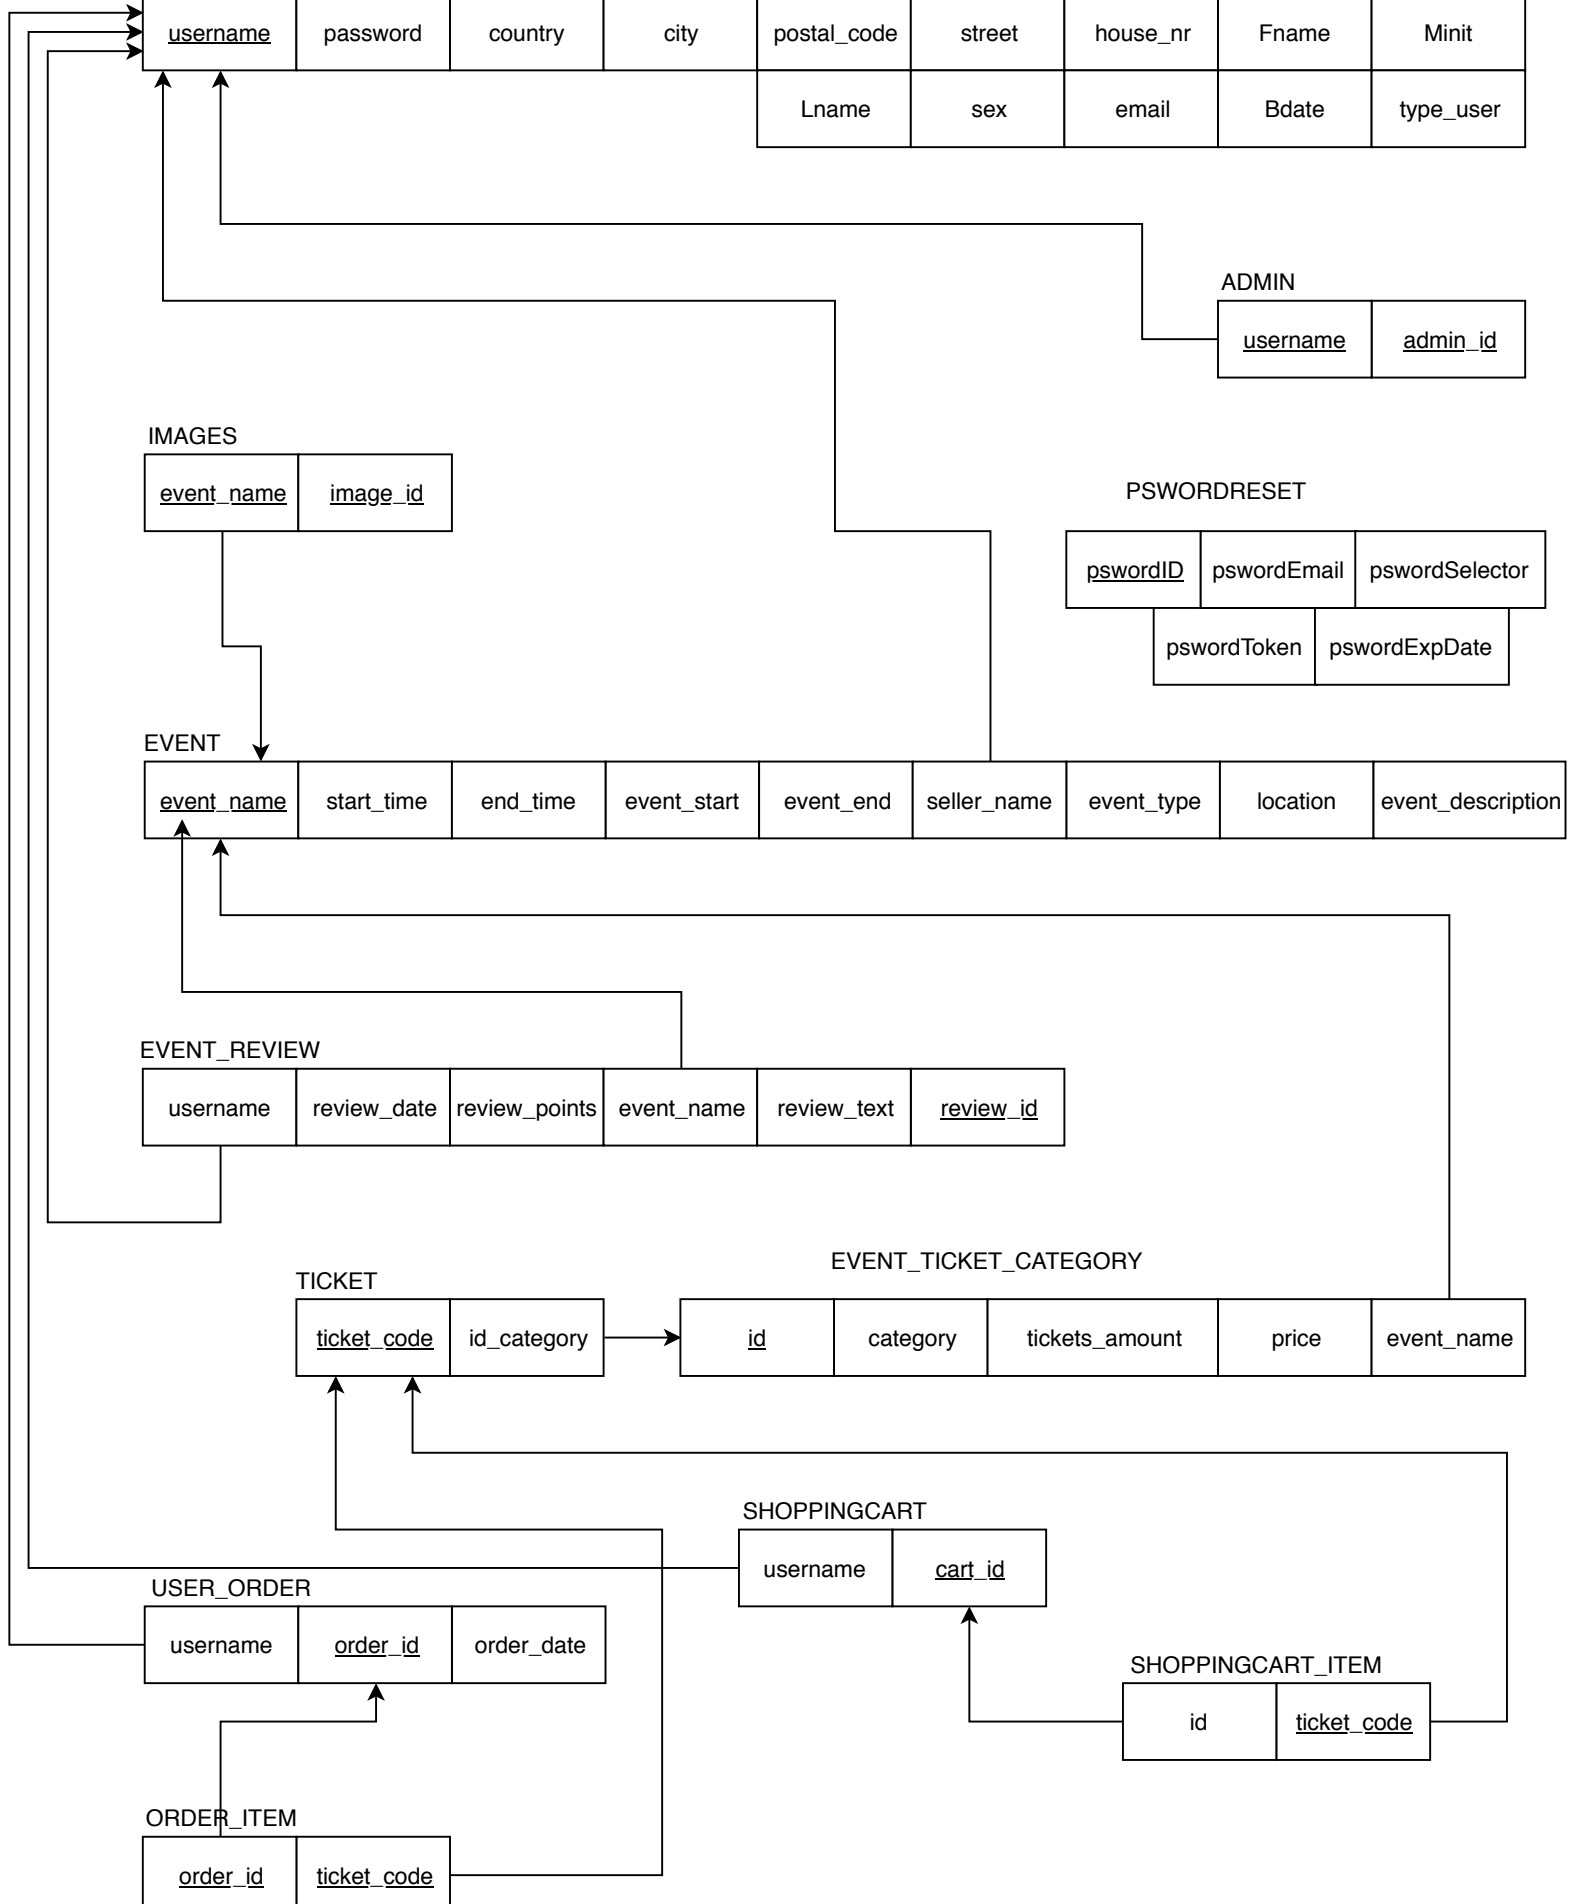 username password country city postal_code street house_nr Fname Minit
Lname sex email Bdate type_user
ADMIN
username admin_id
IMAGES
event_name image_id
PSWORDRESET
pswordID pswordEmail pswordSelector
pswordToken pswordExpDate
EVENT
event_name start_time end_time event_start event_end seller_name event_type location event_description
EVENT_REVIEW
username review_date review_points event_name review_text review_id
EVENT_TICKET_CATEGORY
TICKET
ticket_code id_category id category tickets_amount price event_name
SHOPPINGCART
username cart_id
USER_ORDER
username order_id order_date
SHOPPINGCART_ITEM
id ticket_code
ORDER_ITEM
order_id ticket_code